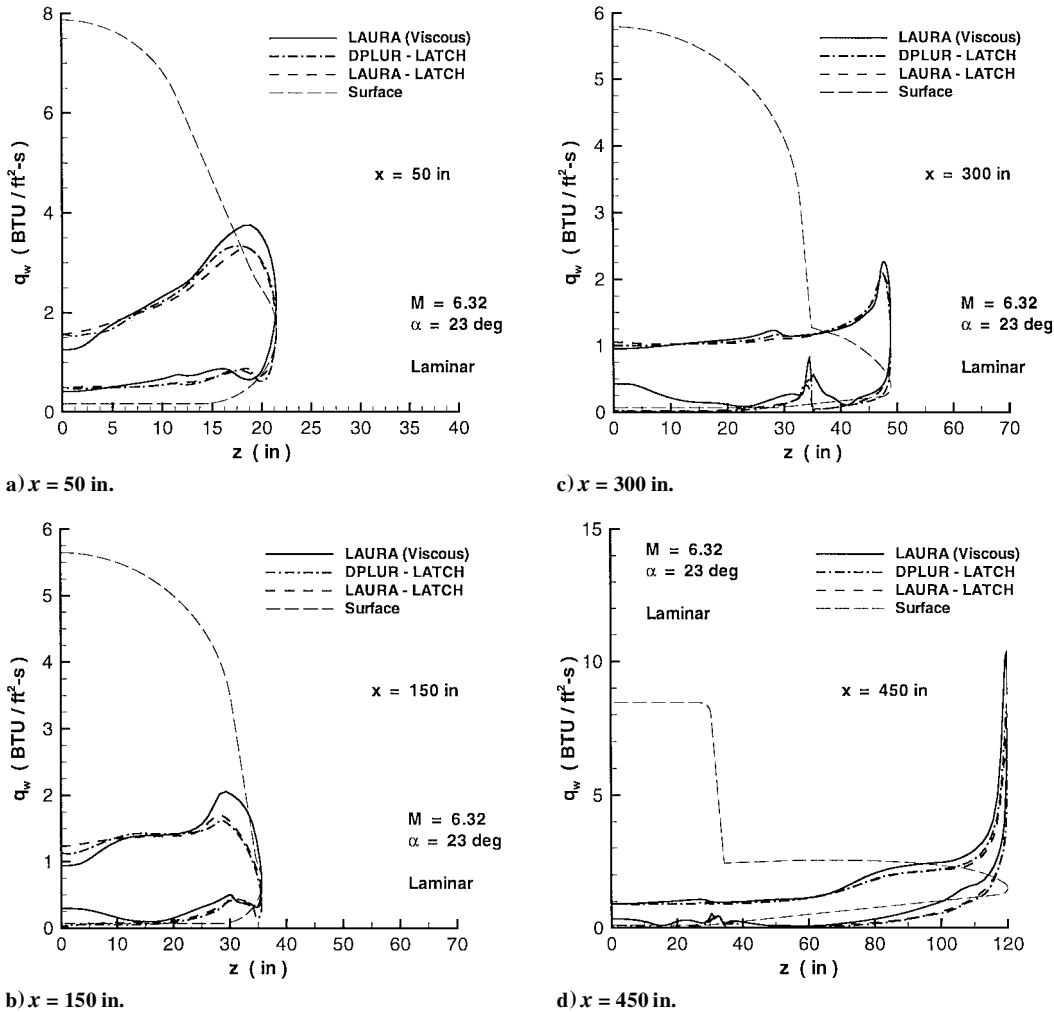 8
7
6
5
4
3
2
1
0
q_w ( BTU / ft²-s )
LAURA (Viscous)
DPLUR - LATCH
LAURA - LATCH
Surface
x = 50 in
M = 6.32
α = 23 deg
Laminar
0 5 10 15 20 25 30 35 40
z ( in )
a) x = 50 in.
6
5
4
3
2
1
0
q_w ( BTU / ft²-s )
LAURA (Viscous)
DPLUR - LATCH
LAURA - LATCH
Surface
x = 300 in
M = 6.32
α = 23 deg
Laminar
0 10 20 30 40 50 60 70
z ( in )
c) x = 300 in.
6
5
4
3
2
1
0
q_w ( BTU / ft²-s )
LAURA (Viscous)
DPLUR - LATCH
LAURA - LATCH
Surface
x = 150 in
M = 6.32
α = 23 deg
Laminar
0 10 20 30 40 50 60 70
z ( in )
b) x = 150 in.
15
10
5
0
q_w ( BTU / ft²-s )
M = 6.32
α = 23 deg
Laminar
LAURA (Viscous)
DPLUR - LATCH
LAURA - LATCH
Surface
x = 450 in
0 20 40 60 80 100 120
z ( in )
d) x = 450 in.